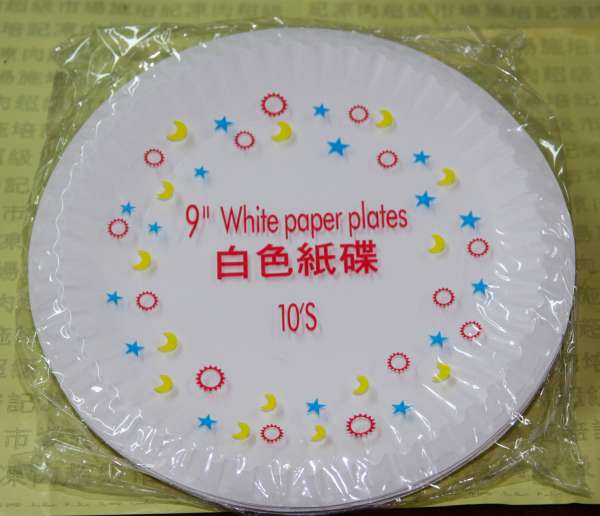 9" White paper plates
白色紙碟
10'S